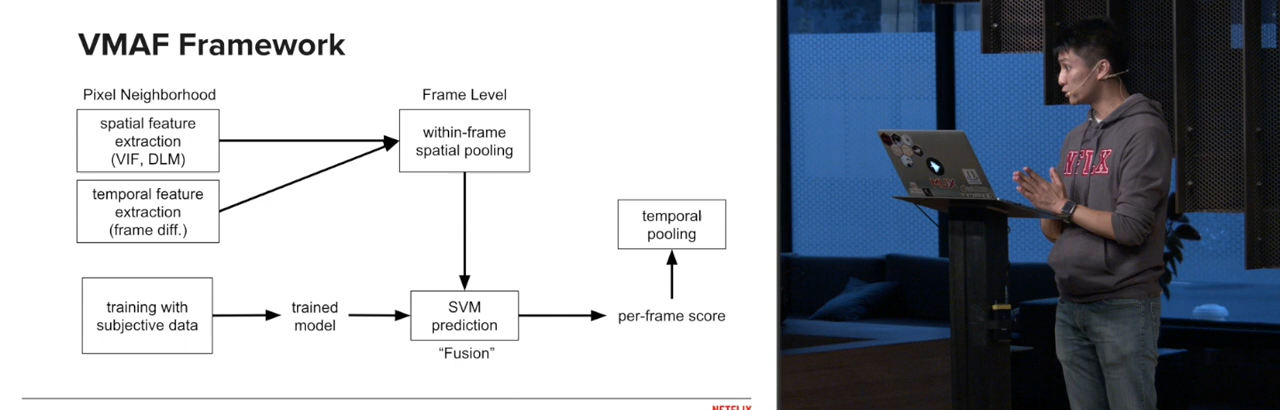 VMAF Framework
Pixel Neighborhood
spatial feature
extraction
(VIF, DLM)
temporal feature
extraction
(frame diff.)
Frame Level
within-frame
spatial pooling
temporal
pooling
training with
subjective data
trained
model
SVM
prediction
“Fusion”
per-frame score
NETFLIX
NETFLIX